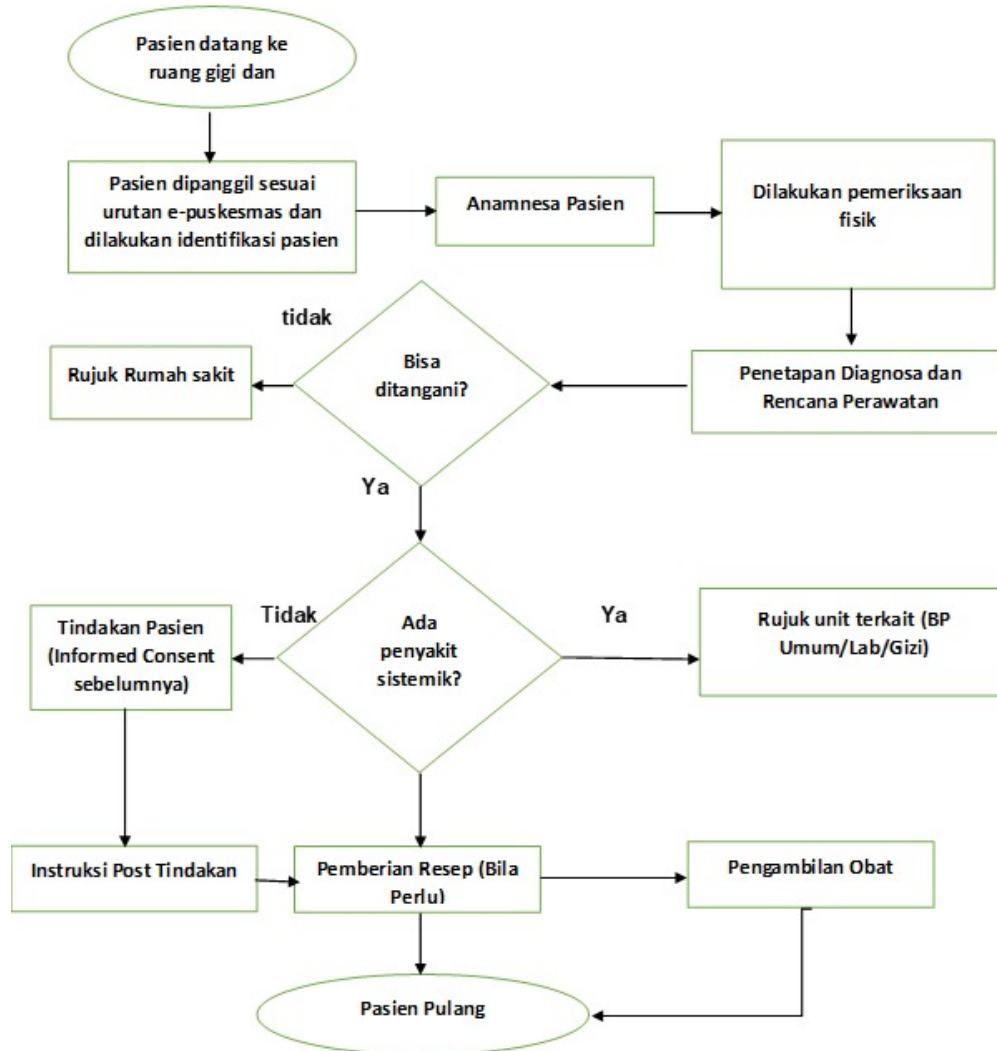 Pasien datang ke
ruang gigi dan
Pasien dipanggil sesuai
urutan e-puskesmas dan
dilakukan identifikasi pasien
Anamnesa Pasien
Dilakukan pemeriksaan
fisik
Penetapan Diagnosa dan
Rencana Perawatan
Bisa
ditangani?
tidak
Rujuk Rumah sakit
Ya
Ada
penyakit
sistemik?
Tidak
Tindakan Pasien
(Informed Consent
sebelumnya)
Ya
Rujuk unit terkait (BP
Umum/Lab/Gizi)
Instruksi Post Tindakan
Pemberian Resep (Bila
Perlu)
Pengambilan Obat
Pasien Pulang